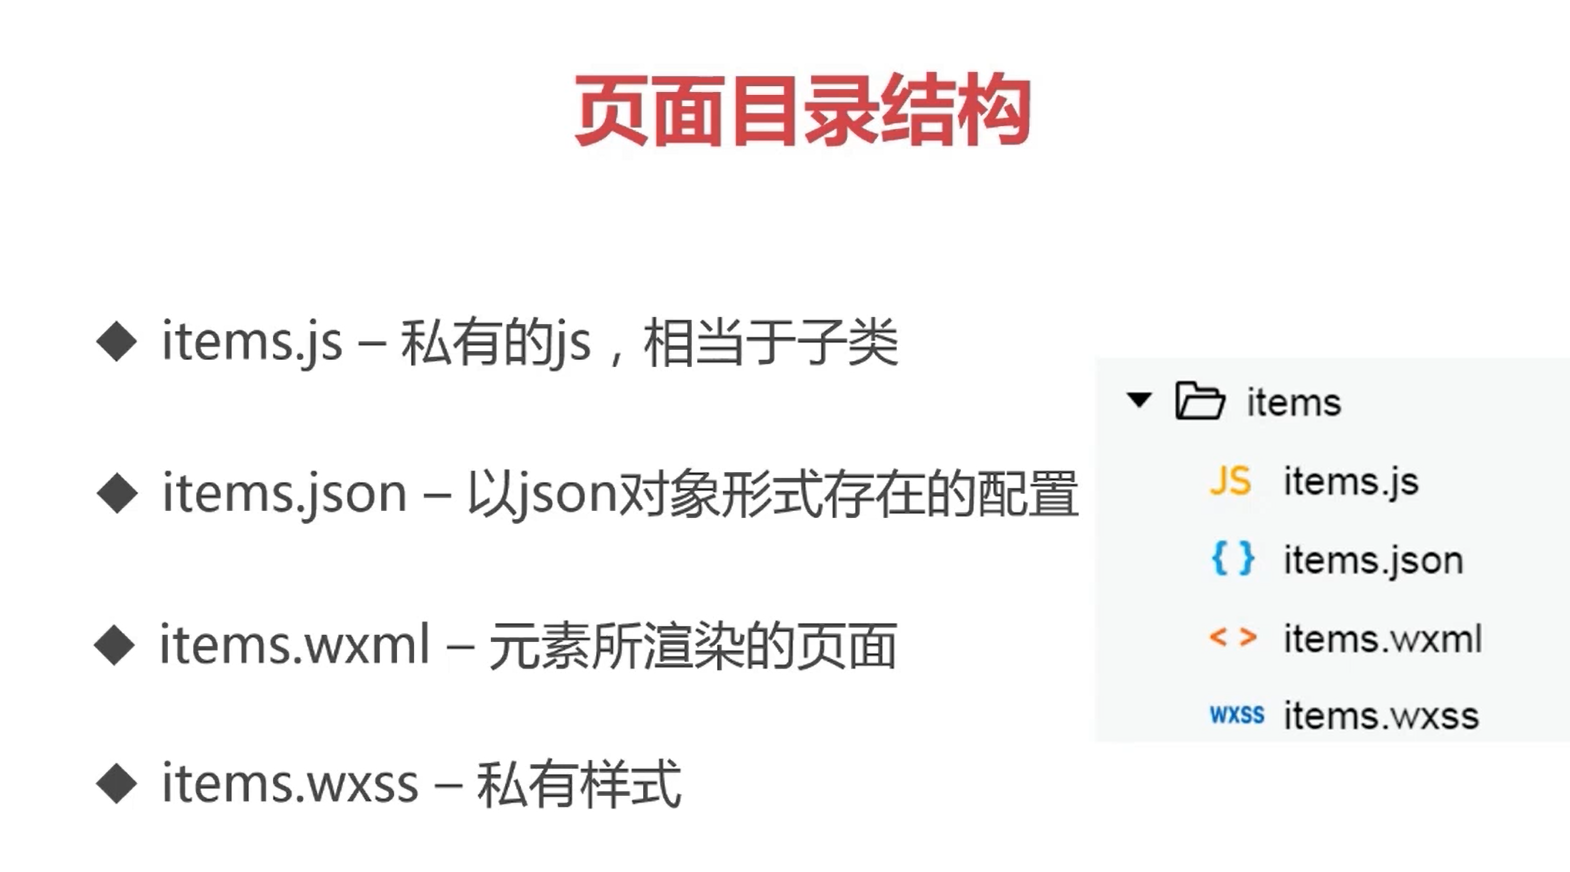 页面目录结构
◆ items.js – 私有的js，相当于子类
◆ items.json – 以json对象形式存在的配置
◆ items.wxml – 元素所渲染的页面
◆ items.wxss – 私有样式
items
JS items.js
{ } items.json
< > items.wxml
WXSS items.wxss